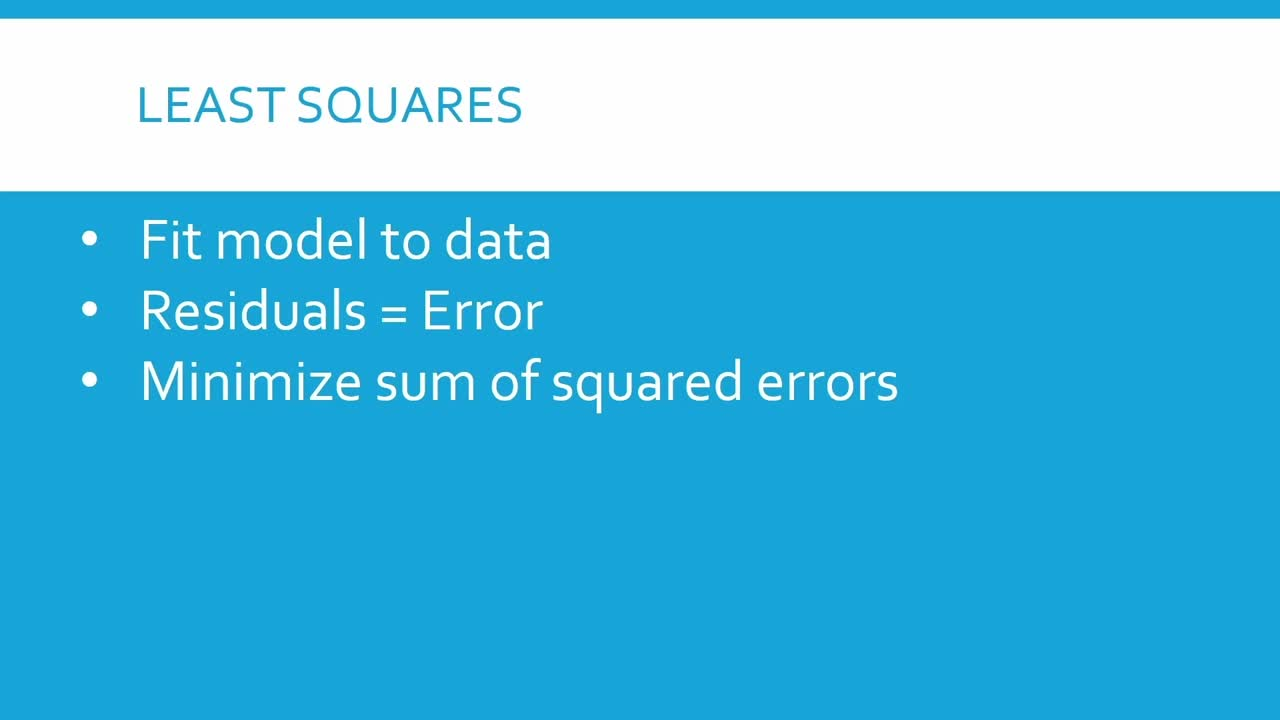 LEAST SQUARES
• Fit model to data
• Residuals = Error
• Minimize sum of squared errors